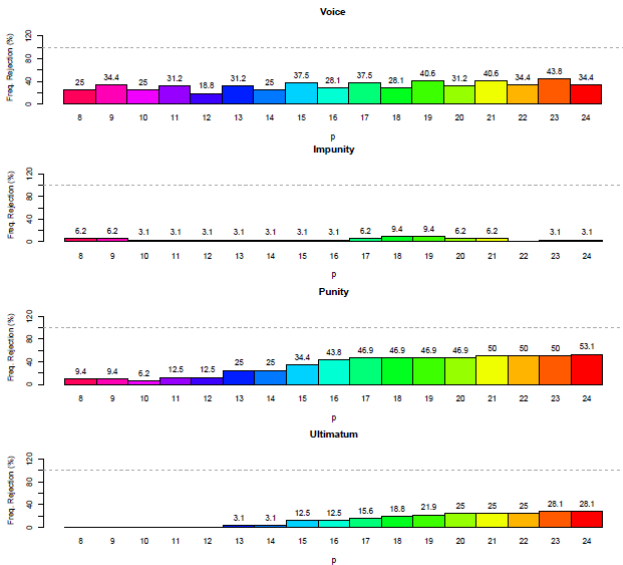 Voice
Freq. Rejection (%)
0 40 80 120
25 34.4 25 31.2 18.8 31.2 25 37.5 28.1 37.5 28.1 40.6 31.2 40.6 34.4 43.8 34.4
8 9 10 11 12 13 14 15 16 17 18 19 20 21 22 23 24
p
Impunity
Freq. Rejection (%)
0 40 80 120
6.2 6.2 3.1 3.1 3.1 3.1 3.1 3.1 3.1 6.2 9.4 9.4 6.2 6.2 3.1 3.1
8 9 10 11 12 13 14 15 16 17 18 19 20 21 22 23 24
p
Punity
Freq. Rejection (%)
0 40 80 120
9.4 9.4 6.2 12.5 12.5 25 25 34.4 43.8 46.9 46.9 46.9 46.9 50 50 50 53.1
8 9 10 11 12 13 14 15 16 17 18 19 20 21 22 23 24
p
Ultimatum
Freq. Rejection (%)
0 40 80 120
3.1 3.1 12.5 12.5 15.6 18.8 21.9 25 25 25 28.1 28.1
8 9 10 11 12 13 14 15 16 17 18 19 20 21 22 23 24
p